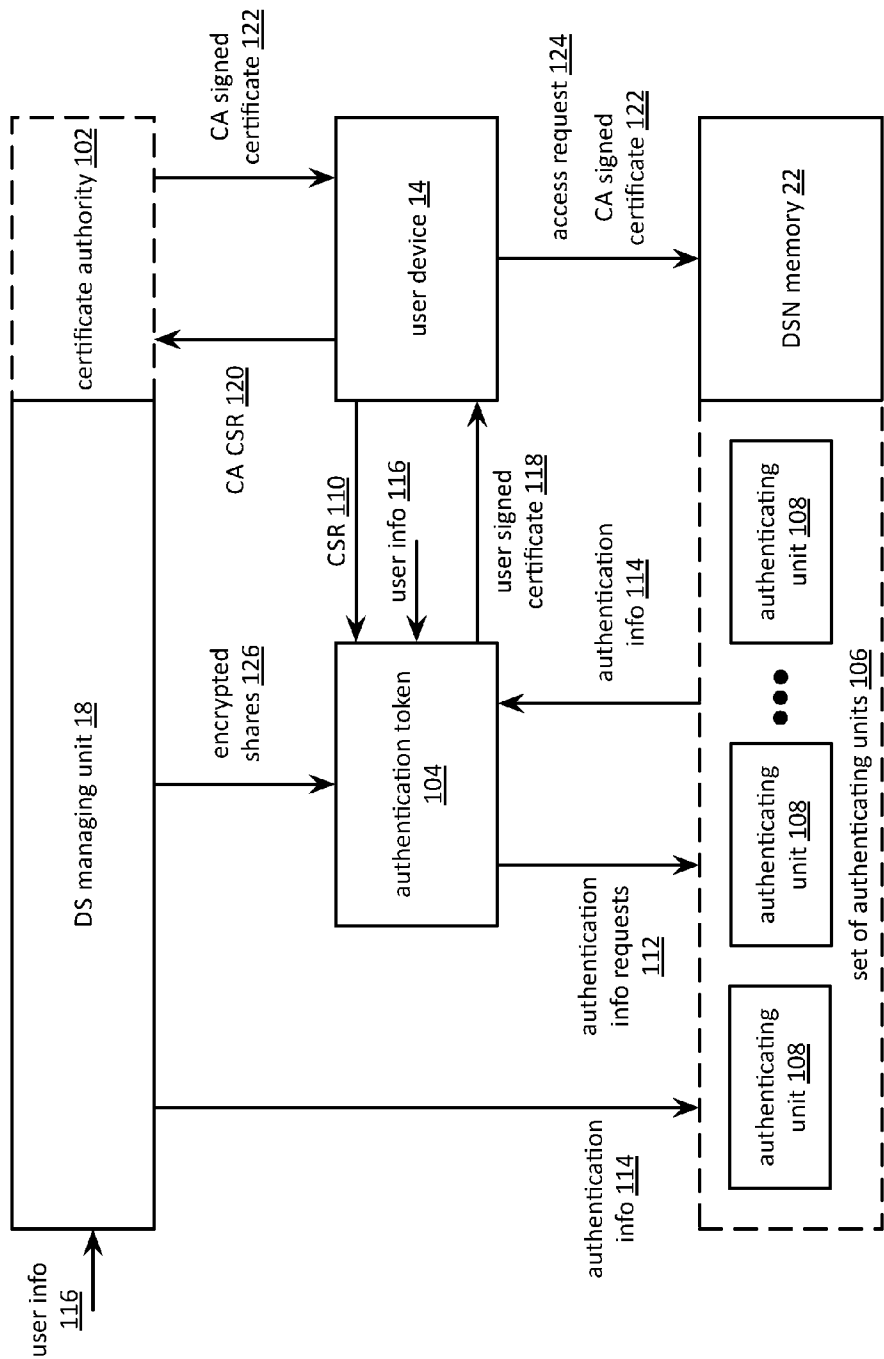 user info
116
DS managing unit 18
certificate authority 102
authentication
info 114
encrypted
shares 126
CA CSR 120
CA signed
certificate 122
authentication token
104
CSR 110
user info 116
user signed
certificate 118
user device 14
authentication
info requests
112
authentication
info 114
access request 124
CA signed
certificate 122
authenticating
unit 108
authenticating
unit 108
authenticating
unit 108
set of authenticating units 106
DSN memory 22